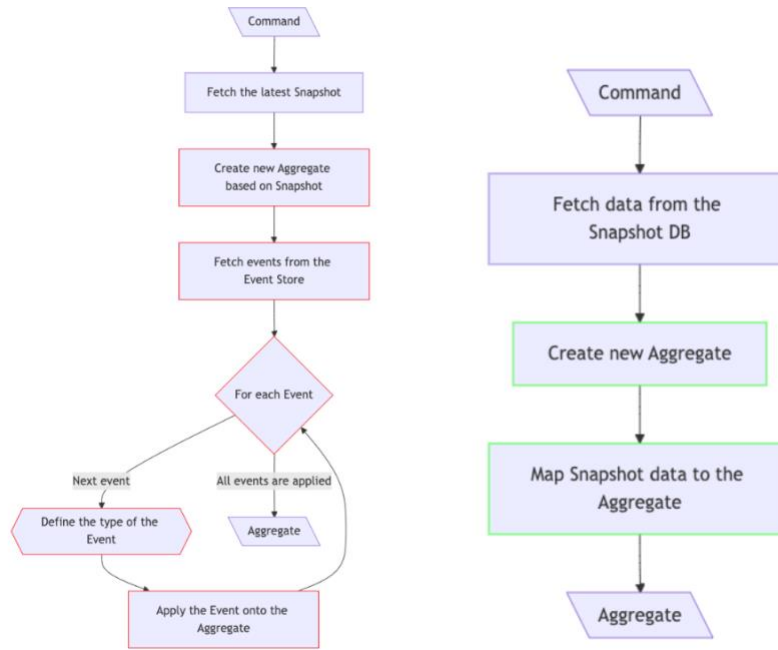 Command
Fetch the latest Snapshot
Create new Aggregate
based on Snapshot
Fetch events from the
Event Store
For each Event
Next event
All events are applied
Define the type of the
Event
Aggregate
Apply the Event onto the
Aggregate
Command
Fetch data from the
Snapshot DB
Create new Aggregate
Map Snapshot data to the
Aggregate
Aggregate